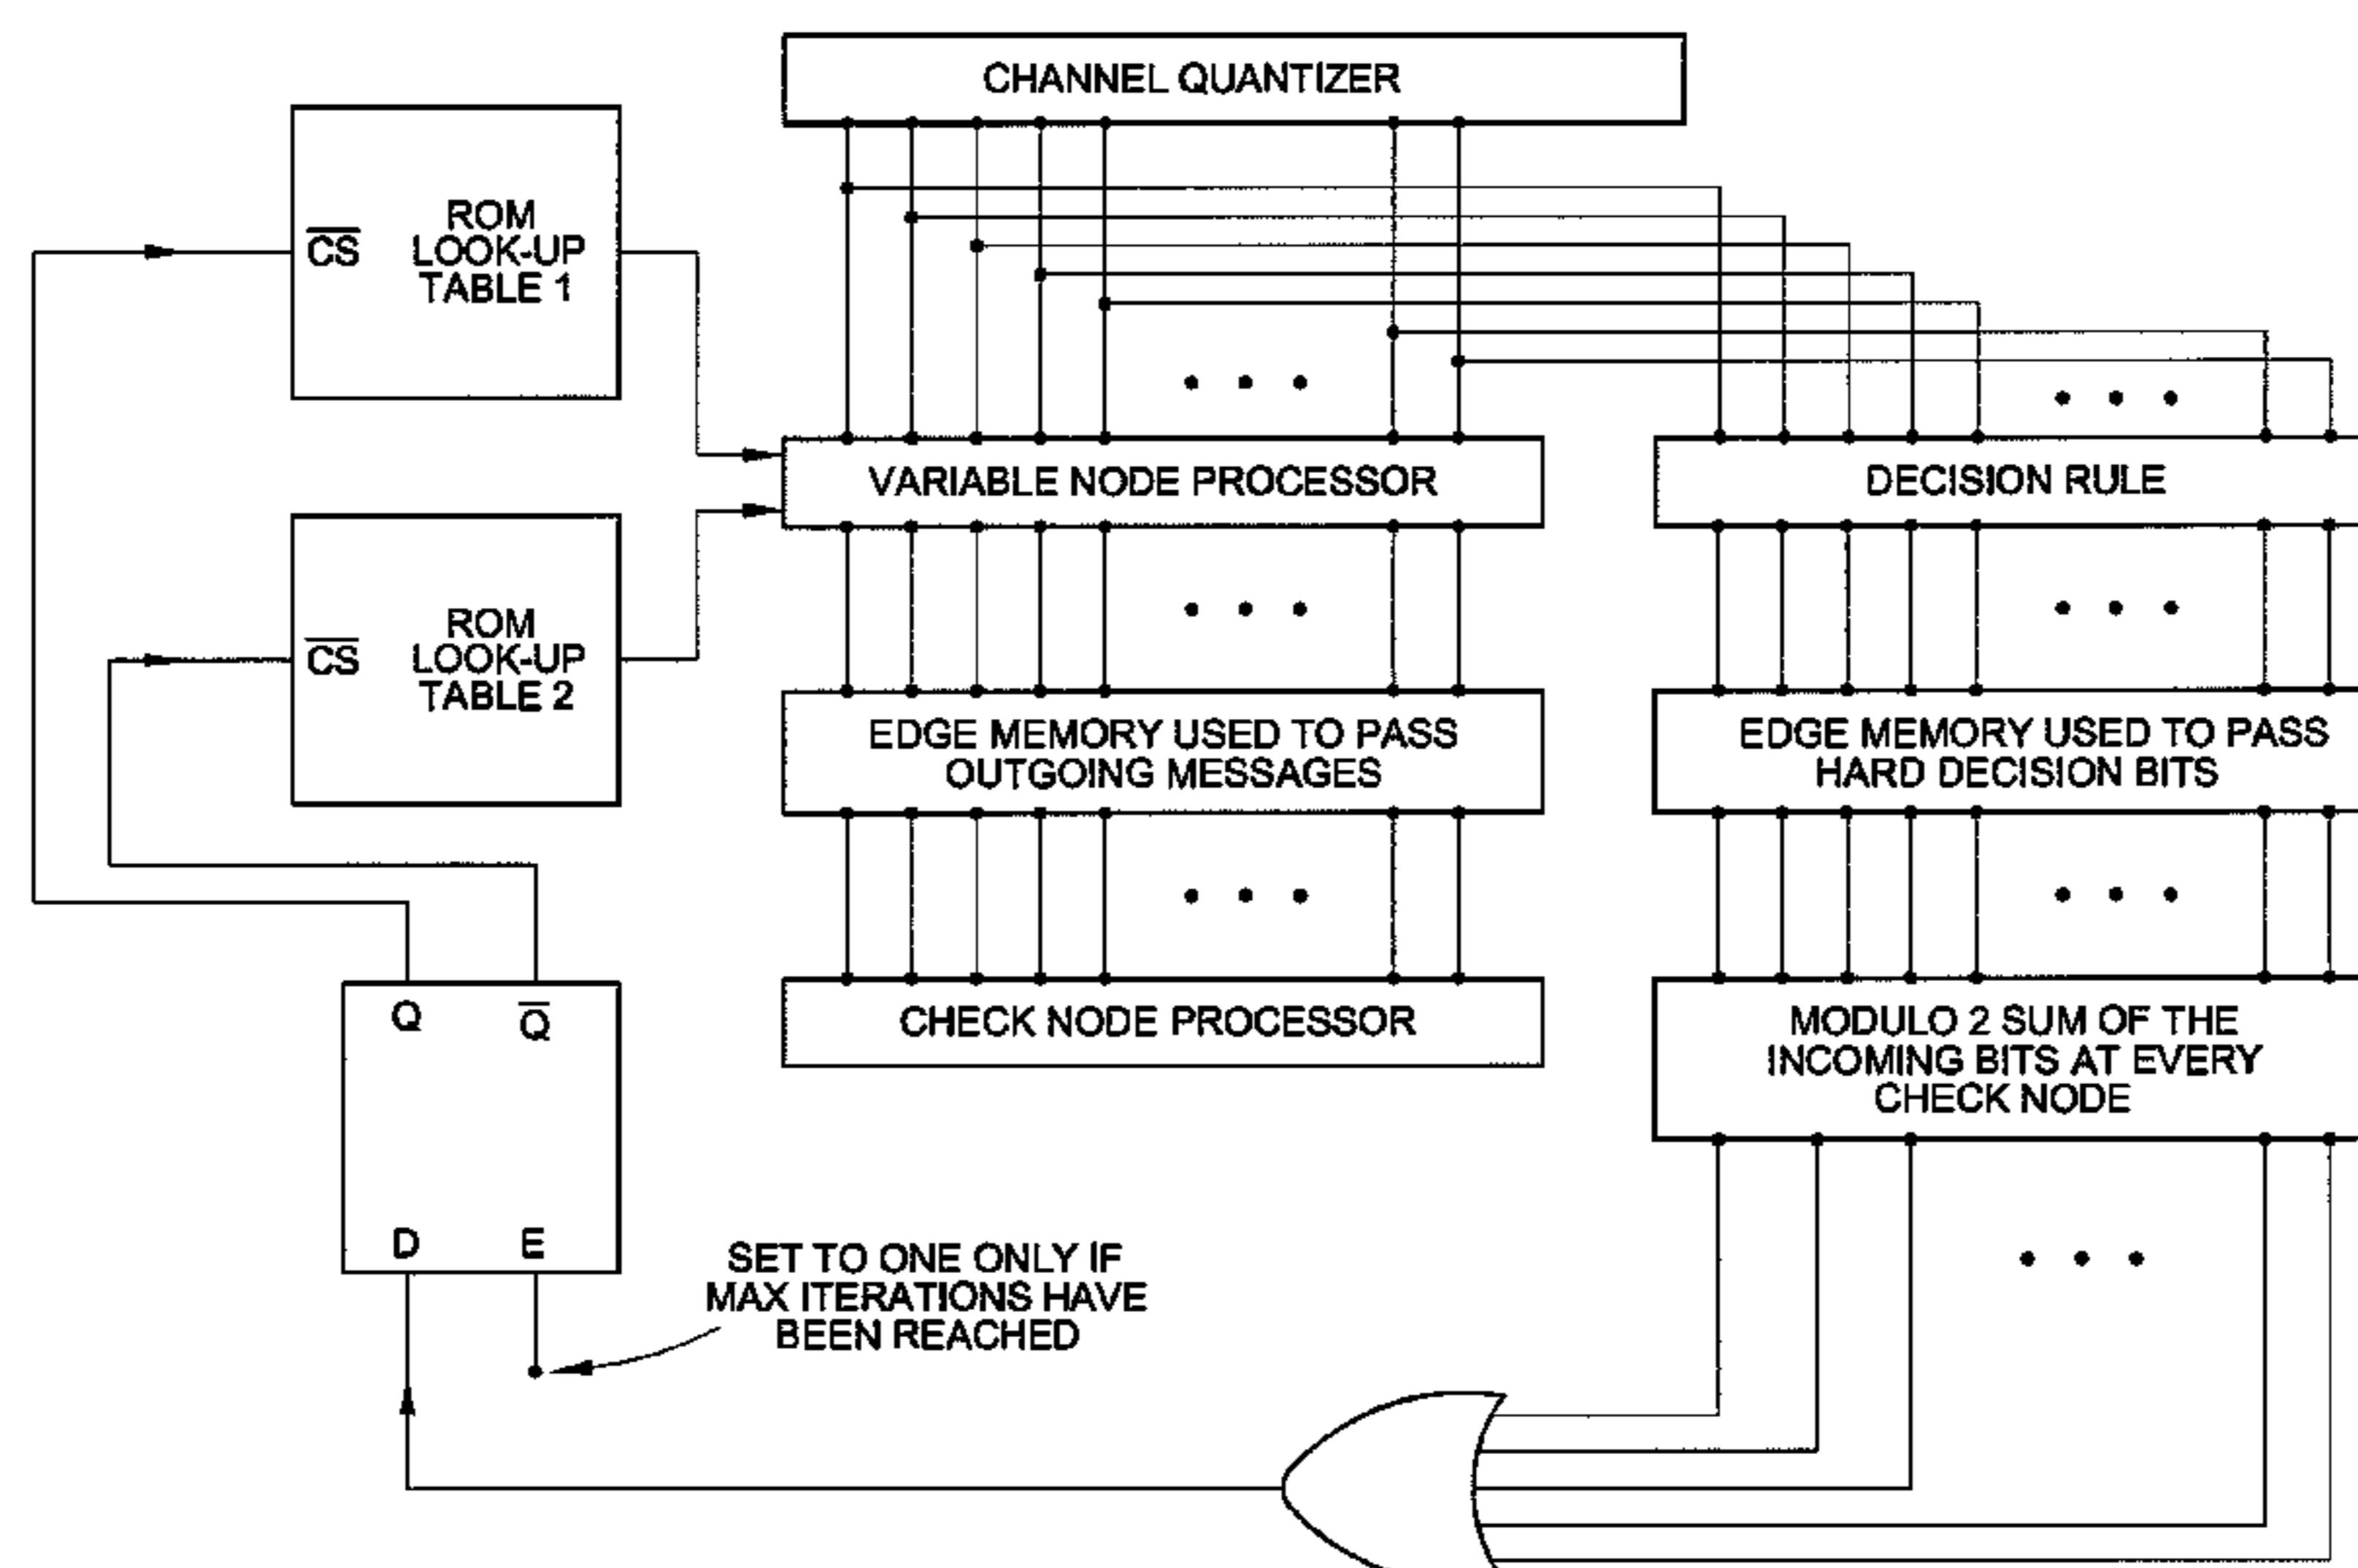 CHANNEL QUANTIZER
C̅S̅
ROM
LOOK-UP
TABLE 1
VARIABLE NODE PROCESSOR
DECISION RULE
C̅S̅
ROM
LOOK-UP
TABLE 2
EDGE MEMORY USED TO PASS
OUTGOING MESSAGES
EDGE MEMORY USED TO PASS
HARD DECISION BITS
Q
Q̅
CHECK NODE PROCESSOR
MODULO 2 SUM OF THE
INCOMING BITS AT EVERY
CHECK NODE
D
E
SET TO ONE ONLY IF
MAX ITERATIONS HAVE
BEEN REACHED